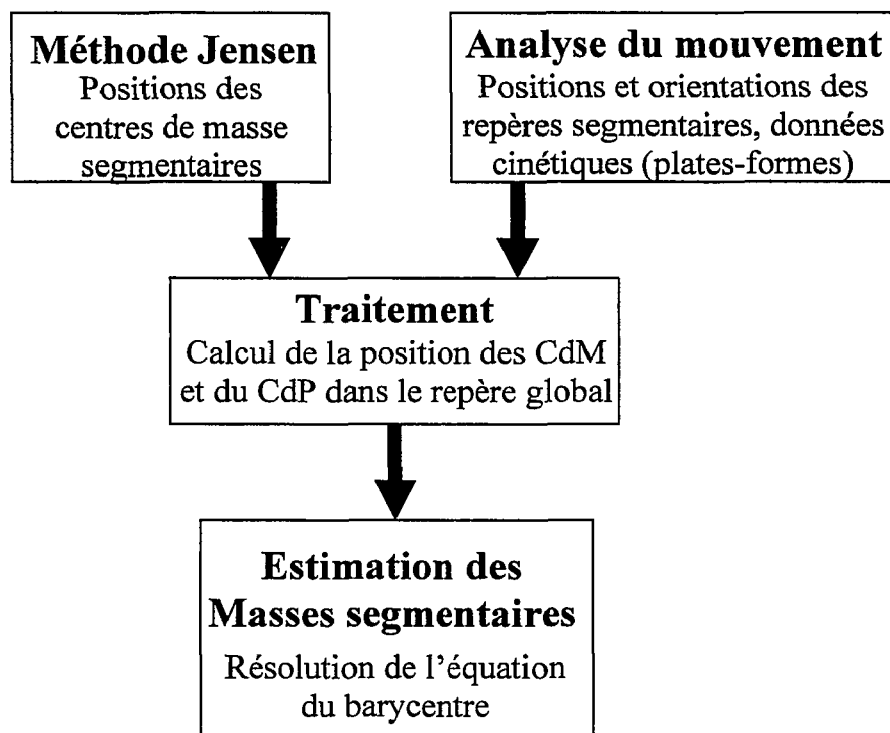 Méthode Jensen
Positions des
centres de masse
segmentaires
Analyse du mouvement
Positions et orientations des
repères segmentaires, données
cinétiques (plates-formes)
Traitement
Calcul de la position des CdM
et du CdP dans le repère global
Estimation des
Masses segmentaires
Résolution de l'équation
du barycentre